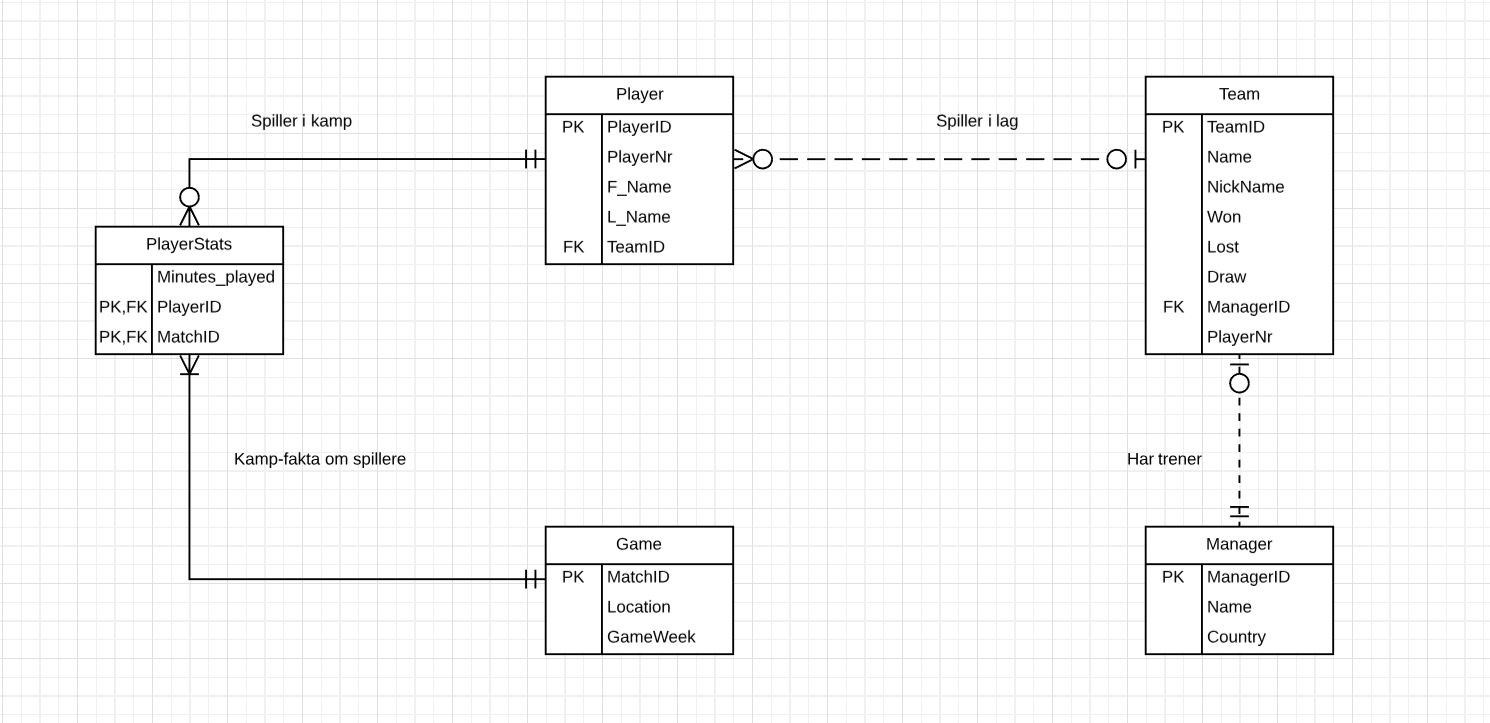 Player
PK PlayerID
PlayerNr
F_Name
L_Name
FK TeamID
Spiller i kamp
Spiller i lag
Team
PK TeamID
Name
NickName
Won
Lost
Draw
FK ManagerID
PlayerNr
PlayerStats
Minutes_played
PK,FK PlayerID
PK,FK MatchID
Kamp-fakta om spillere
Har trener
Game
PK MatchID
Location
GameWeek
Manager
PK ManagerID
Name
Country